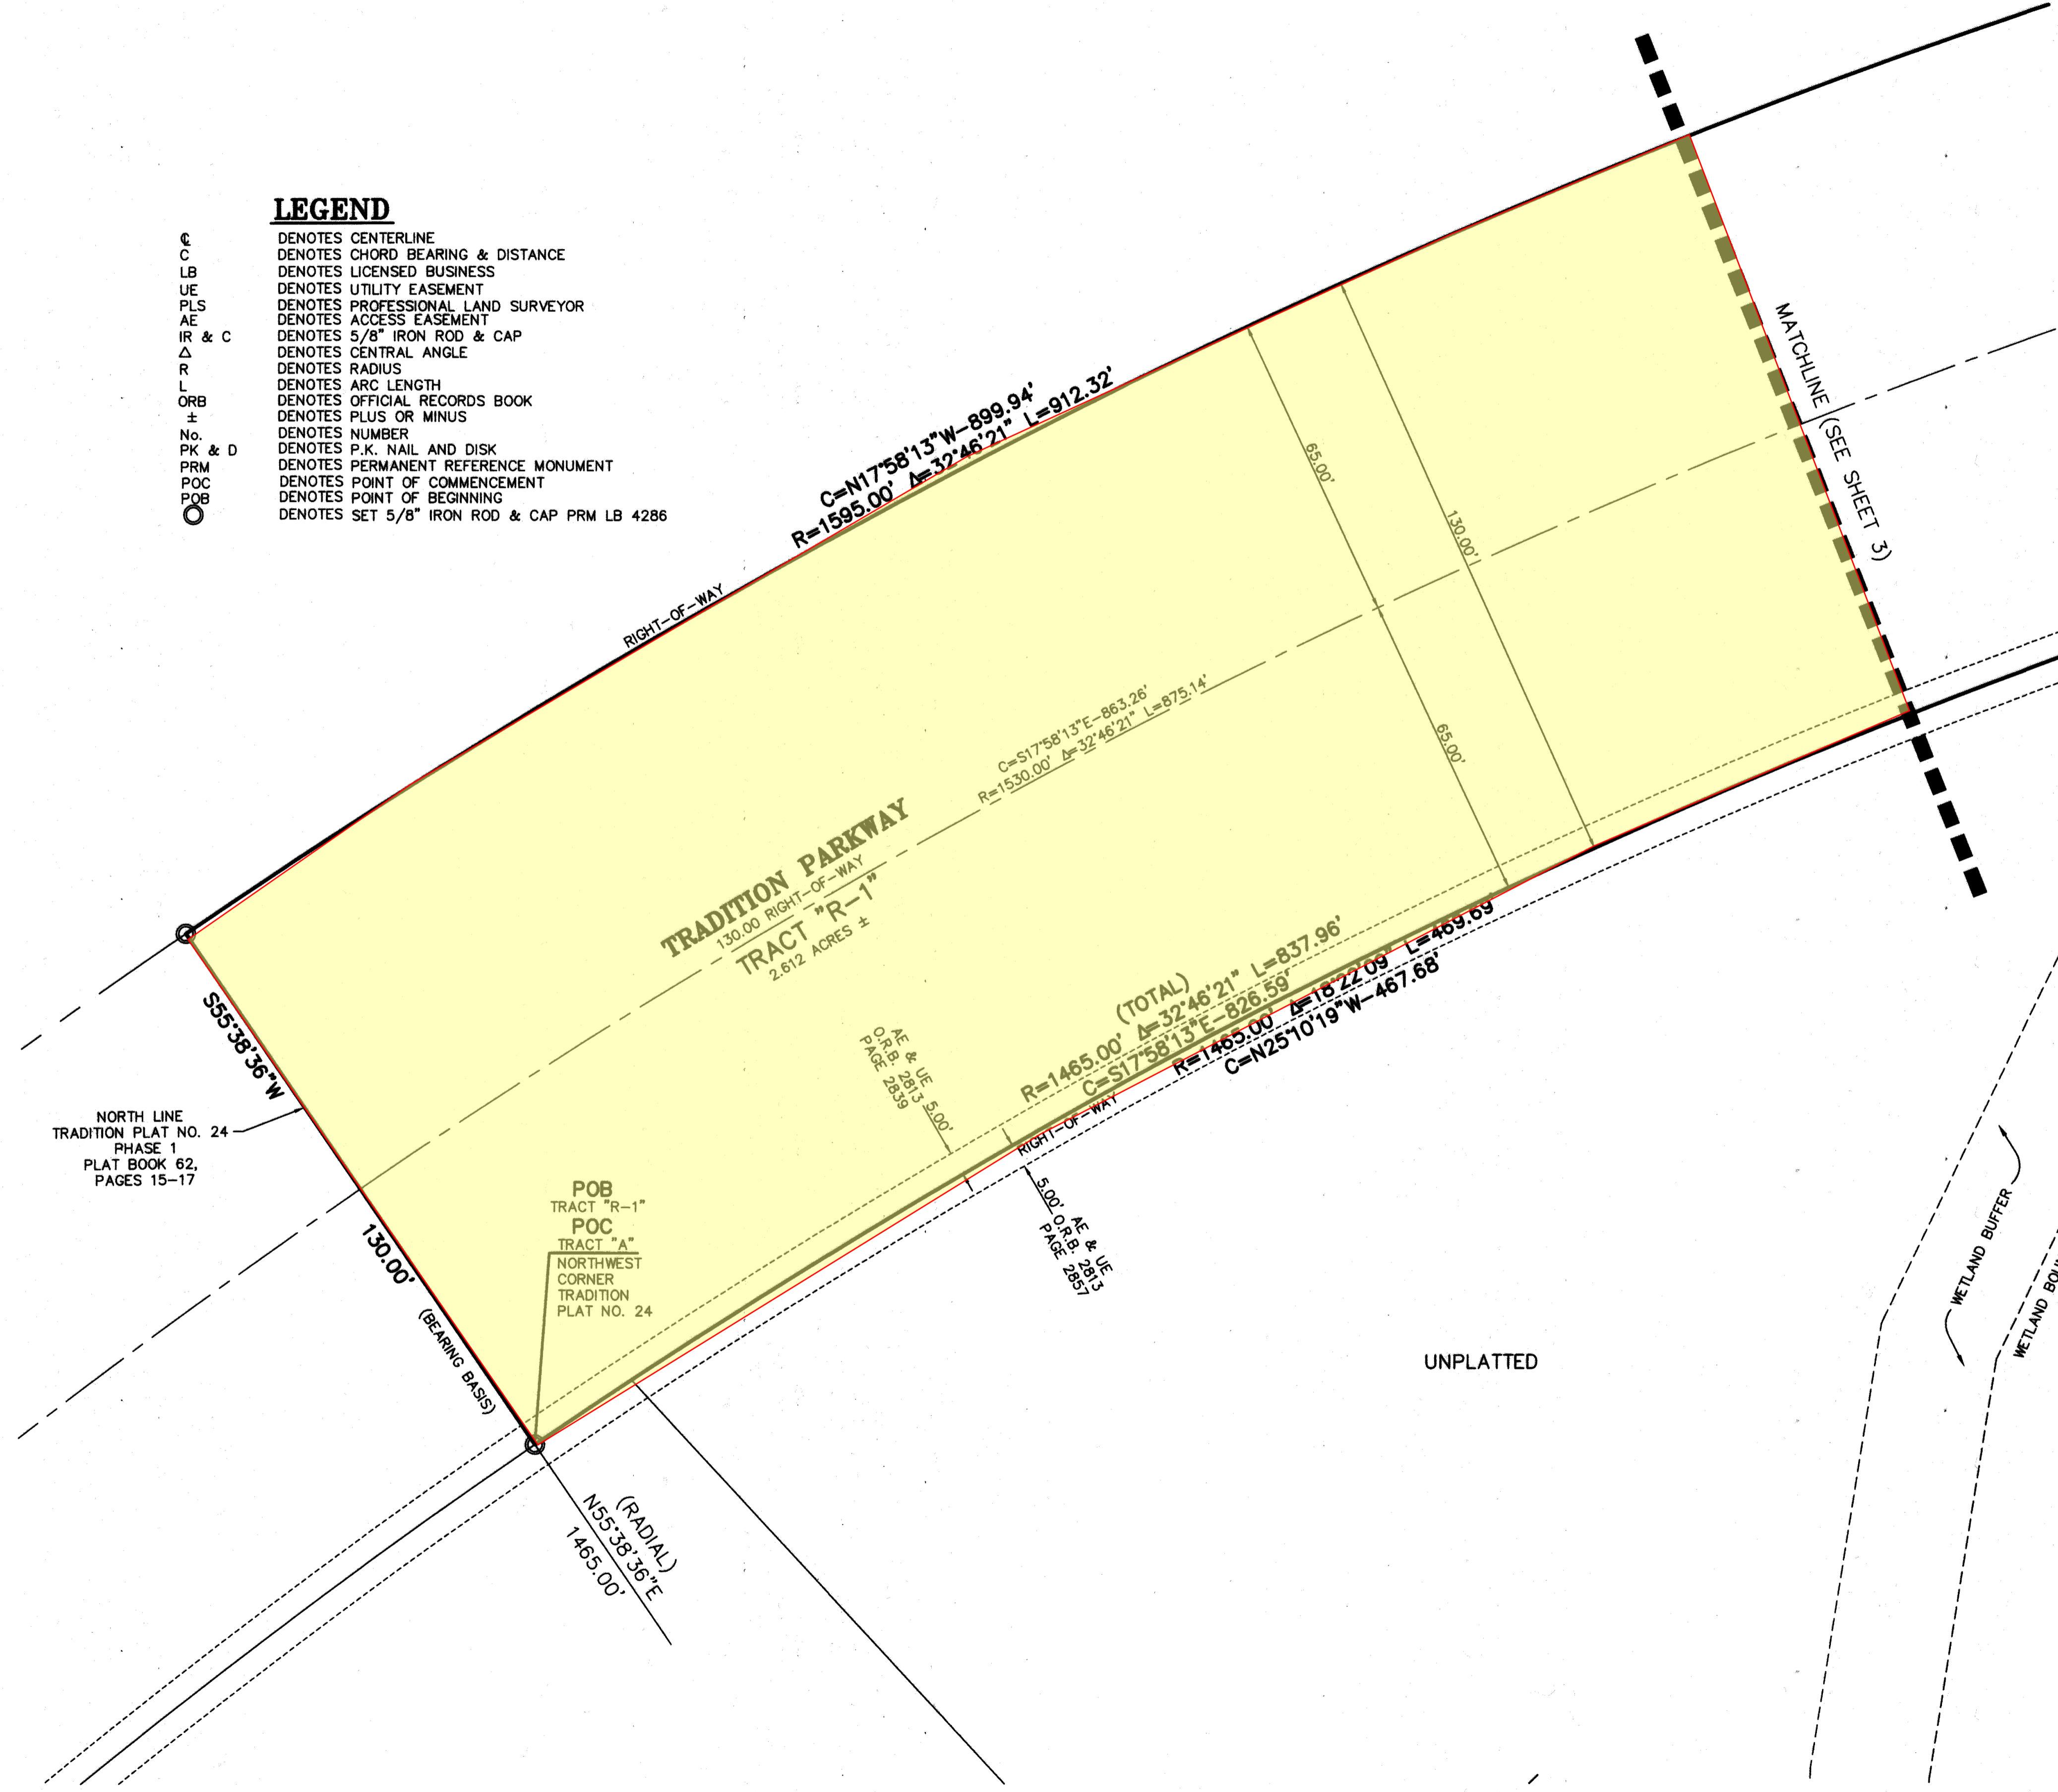 LEGEND
℄ DENOTES CENTERLINE
C DENOTES CHORD BEARING & DISTANCE
LB DENOTES LICENSED BUSINESS
UE DENOTES UTILITY EASEMENT
PLS DENOTES PROFESSIONAL LAND SURVEYOR
AE DENOTES ACCESS EASEMENT
IR & C DENOTES 5/8" IRON ROD & CAP
Δ DENOTES CENTRAL ANGLE
R DENOTES RADIUS
L DENOTES ARC LENGTH
ORB DENOTES OFFICIAL RECORDS BOOK
± DENOTES PLUS OR MINUS
No. DENOTES NUMBER
PK & D DENOTES P.K. NAIL AND DISK
PRM DENOTES PERMANENT REFERENCE MONUMENT
POC DENOTES POINT OF COMMENCEMENT
POB DENOTES POINT OF BEGINNING
DENOTES SET 5/8" IRON ROD & CAP PRM LB 4286
MATCHLINE (SEE SHEET 3)
C=N17°58'13"W-899.94'
R=1595.00' Δ=32°46'21" L=912.32'
RIGHT-OF-WAY
65.00'
130.00'
65.00'
C=S17°58'13"E-863.26'
R=1530.00' Δ=32°46'21" L=875.14'
TRADITION PARKWAY
130.00 RIGHT-OF-WAY
TRACT "R-1"
2.612 ACRES ±
(TOTAL)
R=1465.00' Δ=32°46'21" L=837.96'
C=S17°58'13"E-826.59'
R=1465.00' Δ=18°22'09" L=469.69'
C=N25°10'19"W-467.68'
RIGHT-OF-WAY
AE & UE
O.R.B. 2813
PAGE 2839
5.00'
5.00'
AE & UE
O.R.B. 2813
PAGE 2857
S55°38'36"W
130.00'
(BEARING BASIS)
NORTH LINE
TRADITION PLAT NO. 24
PHASE 1
PLAT BOOK 62,
PAGES 15-17
POB
TRACT "R-1"
POC
TRACT "A"
NORTHWEST
CORNER
TRADITION
PLAT NO. 24
(RADIAL)
N55°38'36"E
1465.00'
UNPLATTED
WETLAND BUFFER
WETLAND